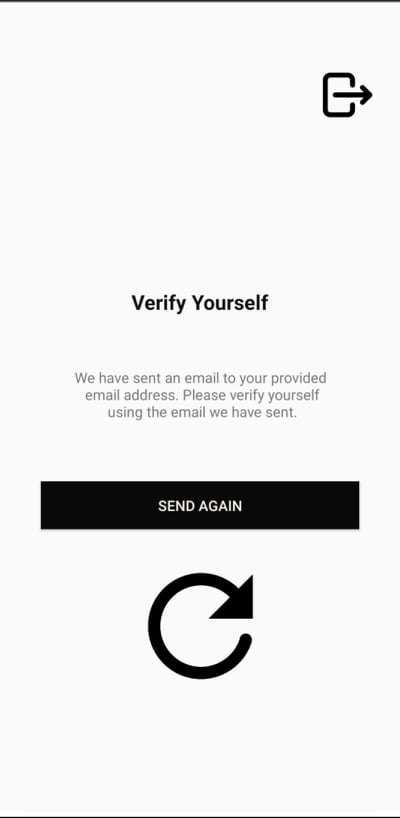 Verify Yourself
We have sent an email to your provided
email address. Please verify yourself
using the email we have sent.
SEND AGAIN